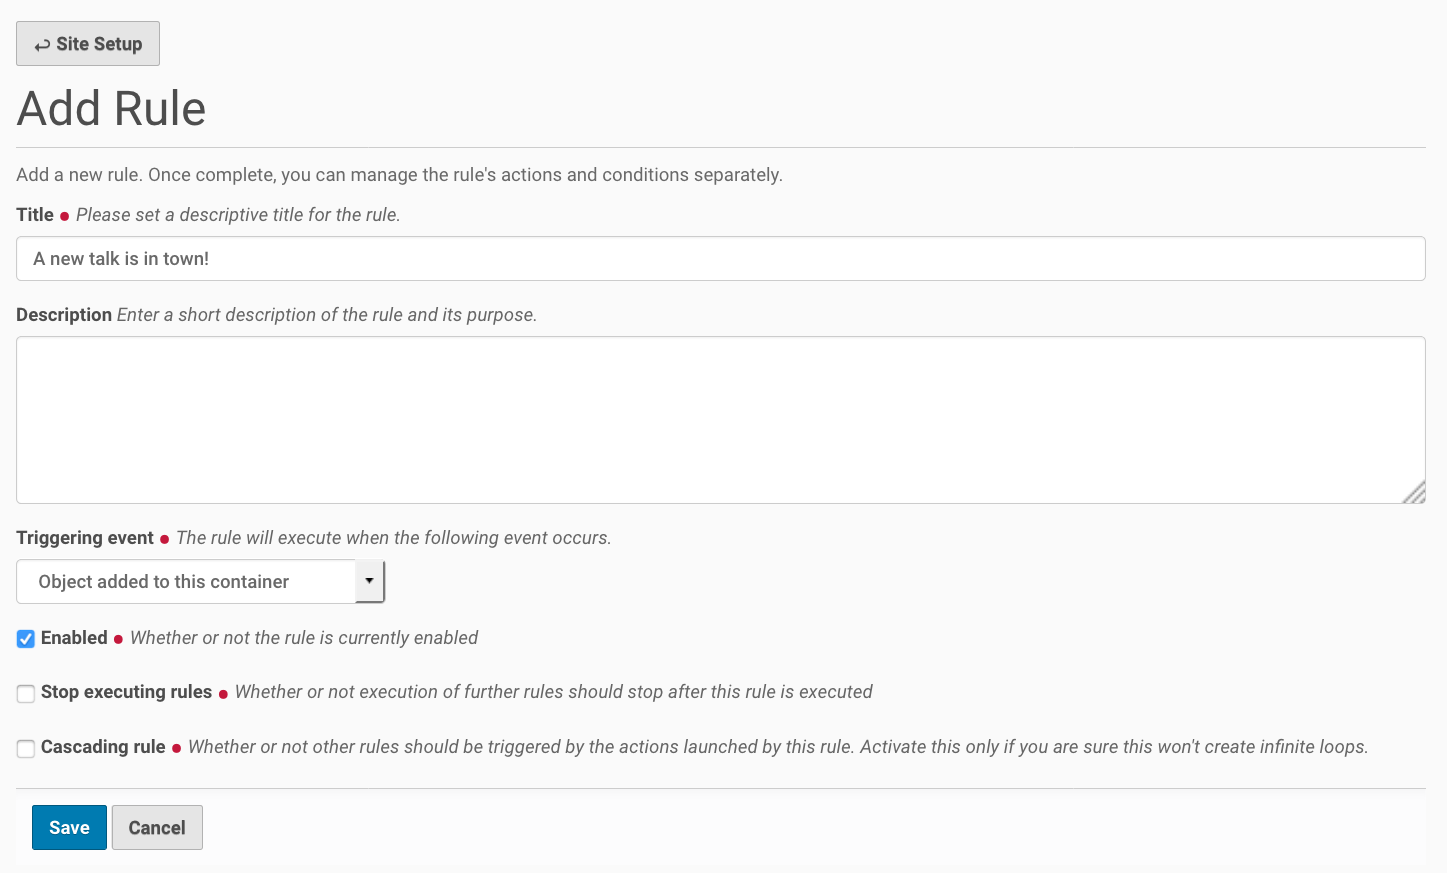 Site Setup
Add Rule
Add a new rule. Once complete, you can manage the rule's actions and conditions separately.
Title Please set a descriptive title for the rule.
A new talk is in town!
Description Enter a short description of the rule and its purpose.
Triggering event The rule will execute when the following event occurs.
Object added to this container
Enabled Whether or not the rule is currently enabled
Stop executing rules Whether or not execution of further rules should stop after this rule is executed
Cascading rule Whether or not other rules should be triggered by the actions launched by this rule. Activate this only if you are sure this won't create infinite loops.
Save Cancel